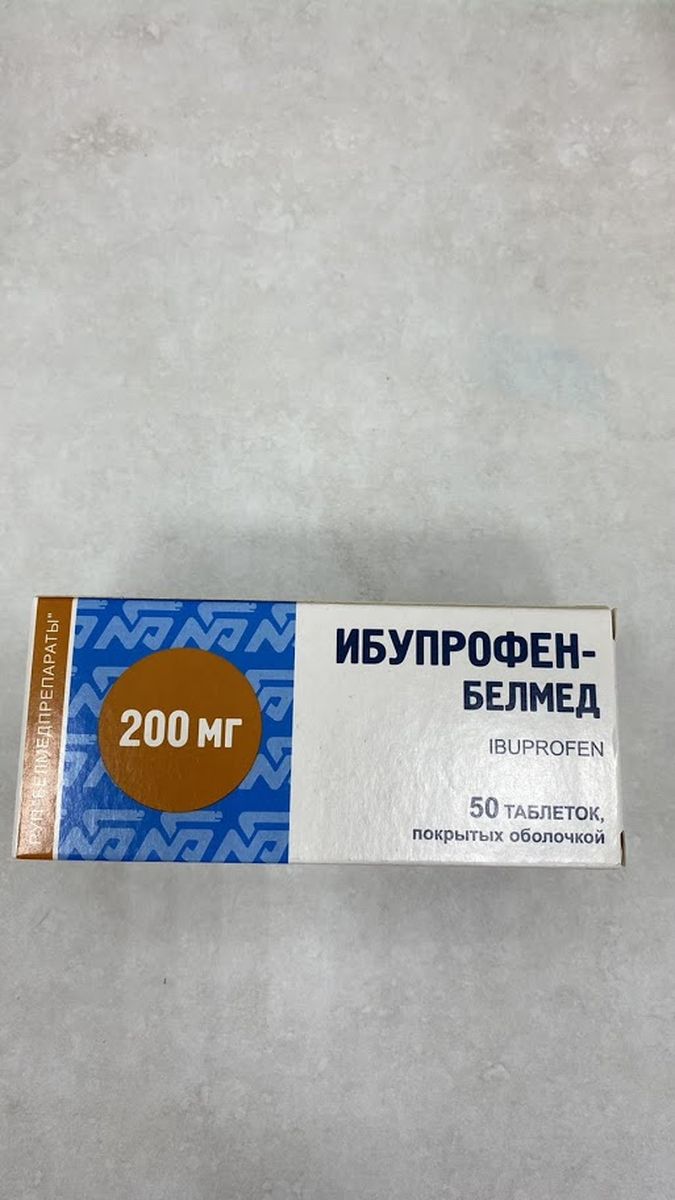 РУП "БЕЛМЕДПРЕПАРАТЫ"
200 мг
ИБУПРОФЕН-
БЕЛМЕД
IBUPROFEN
50 ТАБЛЕТОК,
покрытых оболочкой